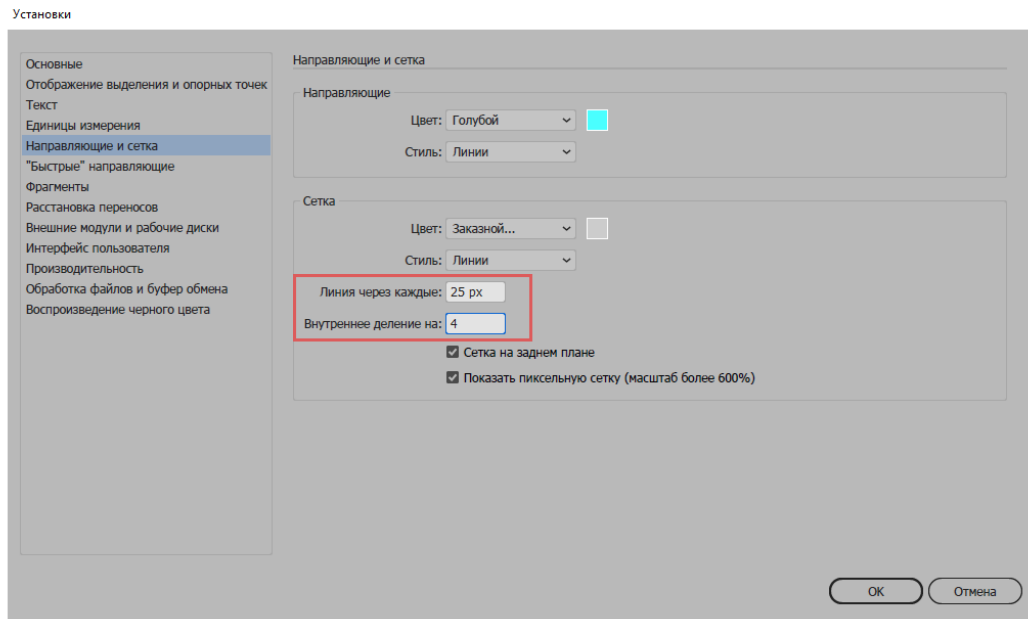 Установки
Основные
Отображение выделения и опорных точек
Текст
Единицы измерения
Направляющие и сетка
"Быстрые" направляющие
Фрагменты
Расстановка переносов
Внешние модули и рабочие диски
Интерфейс пользователя
Производительность
Обработка файлов и буфер обмена
Воспроизведение черного цвета
Направляющие и сетка
Направляющие
Цвет: Голубой
Стиль: Линии
Сетка
Цвет: Заказной...
Стиль: Линии
Линия через каждые: 25 px
Внутреннее деление на: 4
Сетка на заднем плане
Показать пиксельную сетку (масштаб более 600%)
OK Отмена